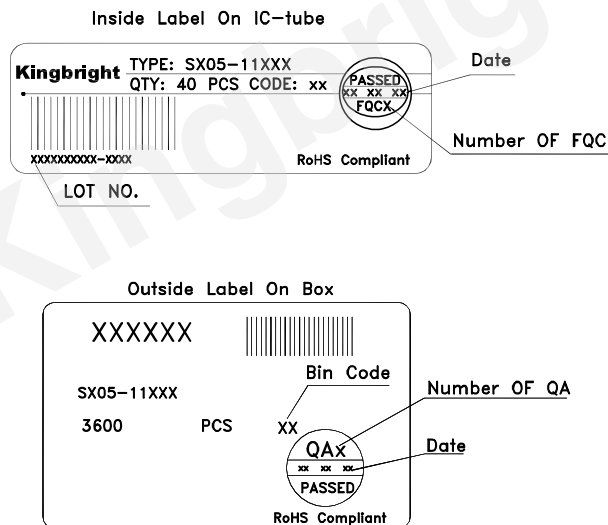 Inside Label On IC-tube
Kingbright
TYPE: SX05-11XXX
QTY: 40 PCS CODE: xx
PASSED
xx xx xx
FQCX
Date
Number OF FQC
xxxxxxxxxx-xxxx
RoHS Compliant
LOT NO.
Outside Label On Box
XXXXXX
Bin Code
SX05-11XXX
Number OF QA
3600 PCS XX
QAx
Date
xx xx xx
PASSED
RoHS Compliant
Kingbrig